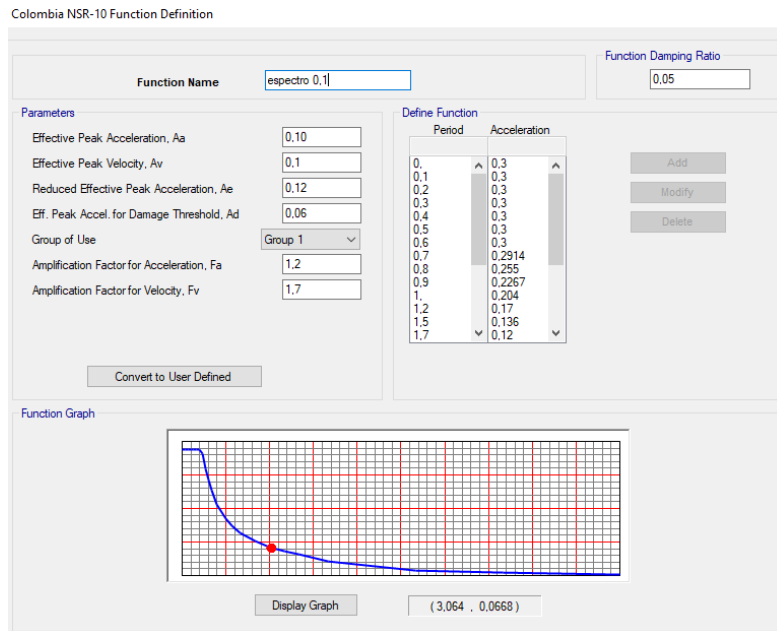 Colombia NSR-10 Function Definition
Function Name espectro 0,1
Function Damping Ratio
0,05
Parameters
Effective Peak Acceleration, Aa 0,10
Effective Peak Velocity, Av 0,1
Reduced Effective Peak Acceleration, Ae 0,12
Eff. Peak Accel. for Damage Threshold, Ad 0,06
Group of Use Group 1
Amplification Factor for Acceleration, Fa 1,2
Amplification Factor for Velocity, Fv 1,7
Convert to User Defined
Define Function
Period Acceleration
0, 0,3
0,1 0,3
0,2 0,3
0,3 0,3
0,4 0,3
0,5 0,3
0,6 0,3
0,7 0,2914
0,8 0,255
0,9 0,2267
1, 0,204
1,2 0,17
1,5 0,136
1,7 0,12
Add
Modify
Delete
Function Graph
Display Graph (3,064 , 0,0668)